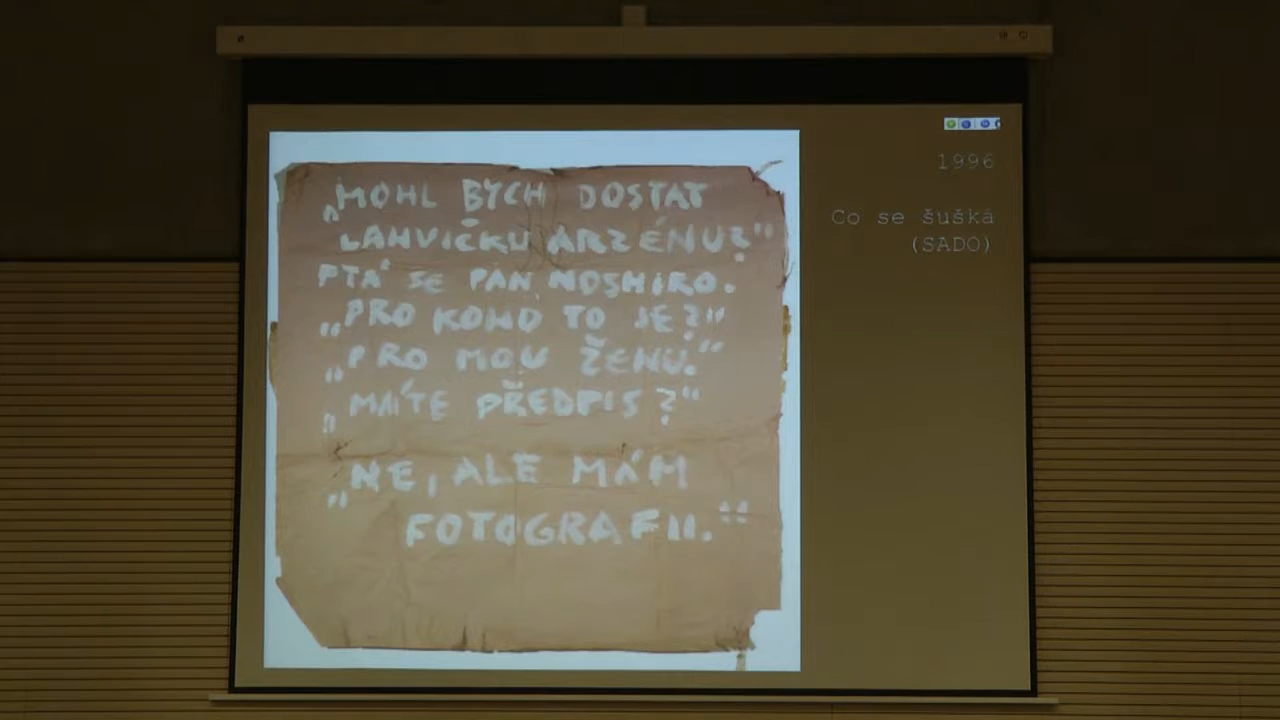 „MOHL BYCH DOSTAT
LAHVIČKU ARZÉNU?"
PTÁ SE PAN NOSHIRO.
„PRO KOHO TO JE?"
„PRO MOU ŽENU."
„MÁTE PŘEDPIS?"
„NE, ALE MÁM
FOTOGRAFII."
1996
Co se šušká
(SADO)